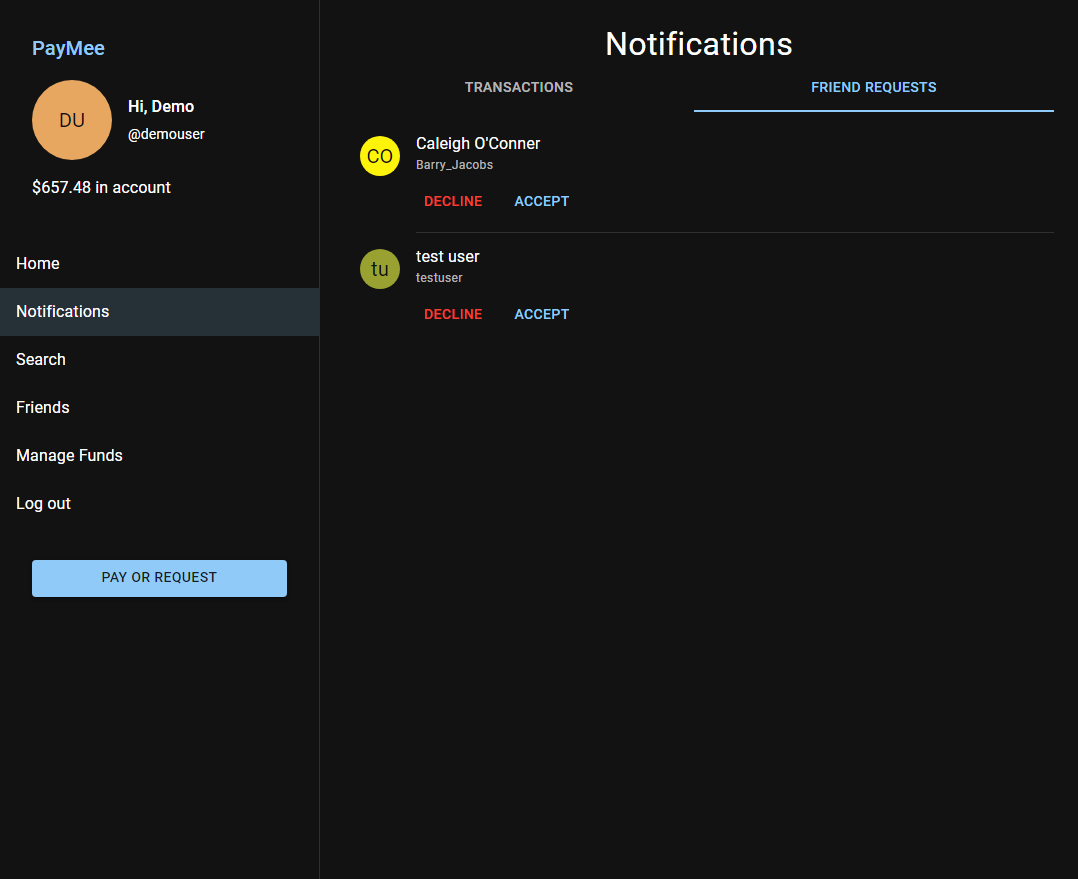 PayMee
DU
Hi, Demo
@demouser
$657.48 in account
Home
Notifications
Search
Friends
Manage Funds
Log out
PAY OR REQUEST
Notifications
TRANSACTIONS
FRIEND REQUESTS
CO
Caleigh O'Conner
Barry_Jacobs
DECLINE ACCEPT
tu
test user
testuser
DECLINE ACCEPT